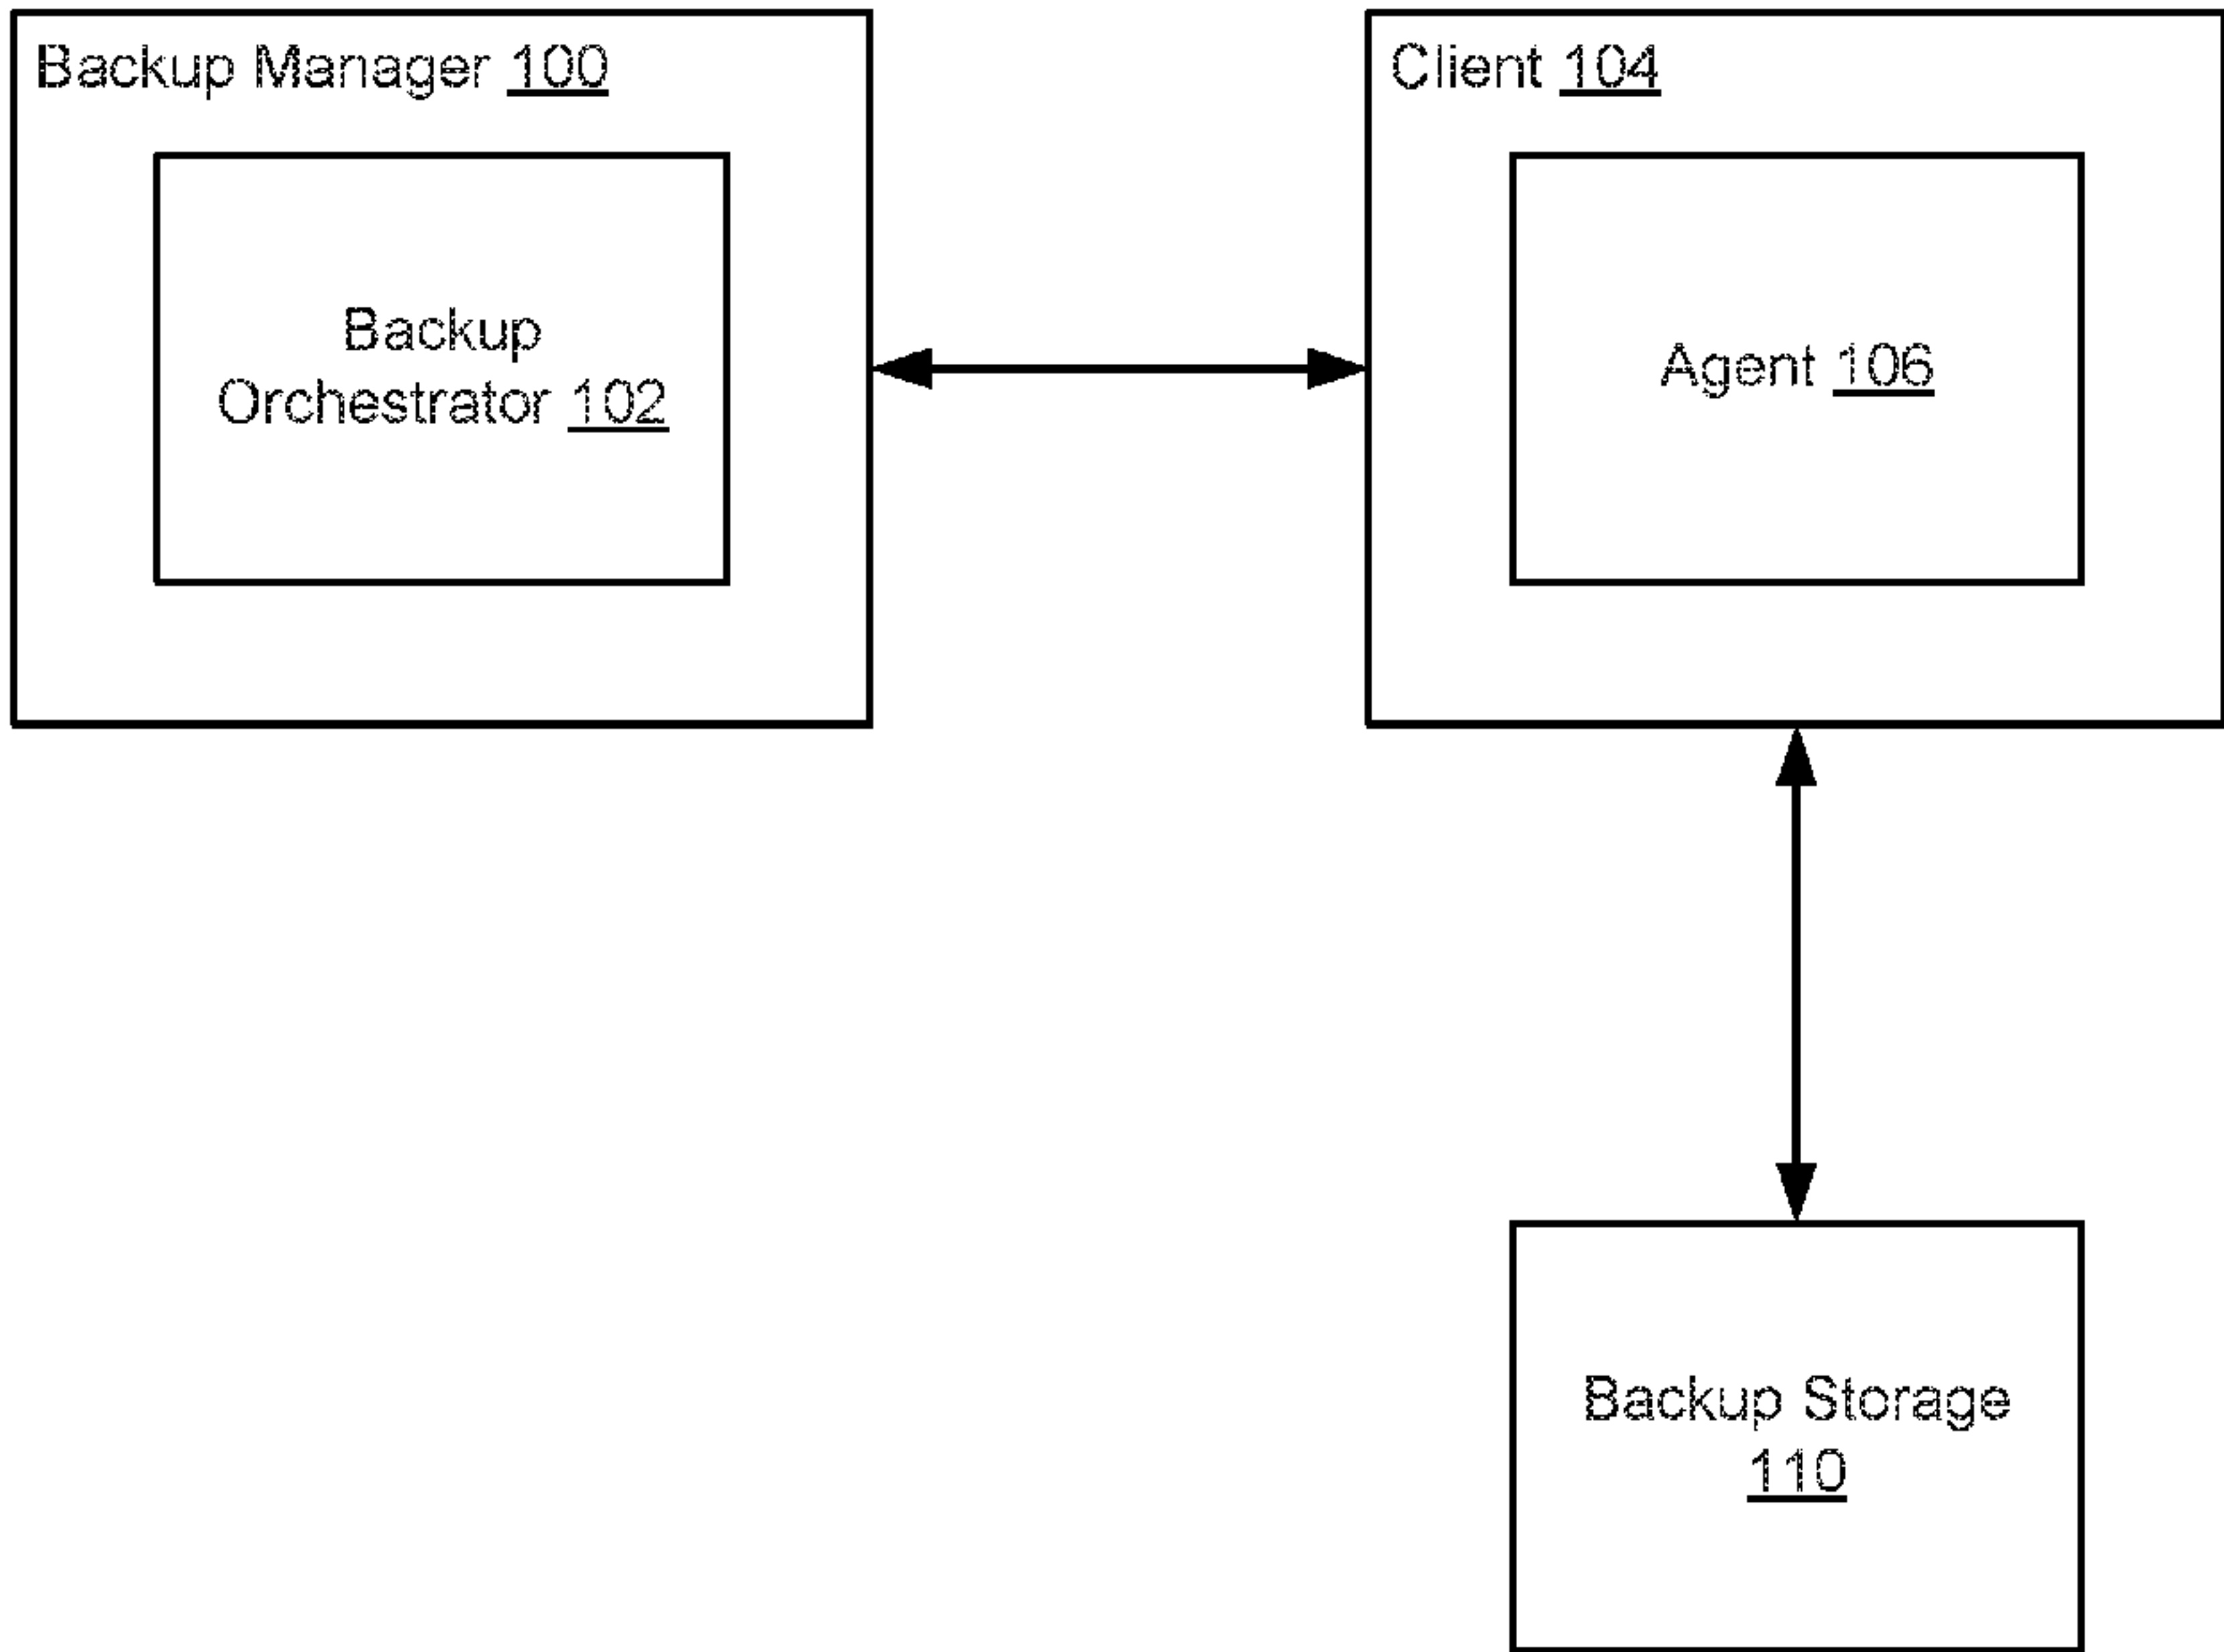 Backup Manager 100
Client 104
Backup
Orchestrator 102
Agent 106
Backup Storage
110